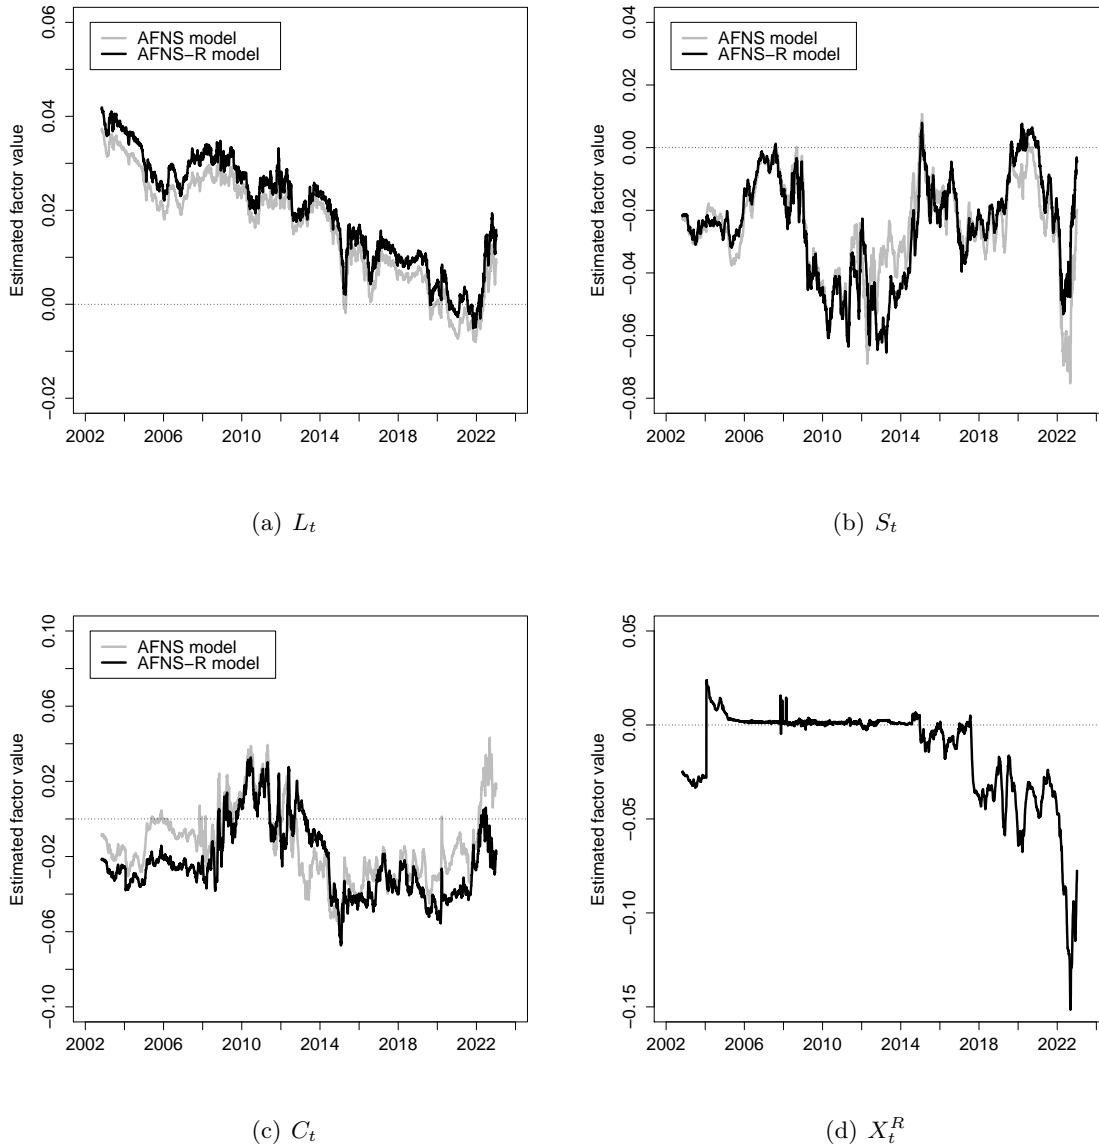 0.06
0.04
0.02
0.00
−0.02
Estimated factor value
AFNS model
AFNS−R model
2002 2006 2010 2014 2018 2022
(a) L_t
0.04
0.02
0.00
−0.02
−0.04
−0.06
−0.08
Estimated factor value
AFNS model
AFNS−R model
2002 2006 2010 2014 2018 2022
(b) S_t
0.10
0.06
0.02
−0.02
−0.06
−0.10
Estimated factor value
AFNS model
AFNS−R model
2002 2006 2010 2014 2018 2022
(c) C_t
0.05
0.00
−0.05
−0.10
−0.15
Estimated factor value
2002 2006 2010 2014 2018 2022
(d) X_t^R